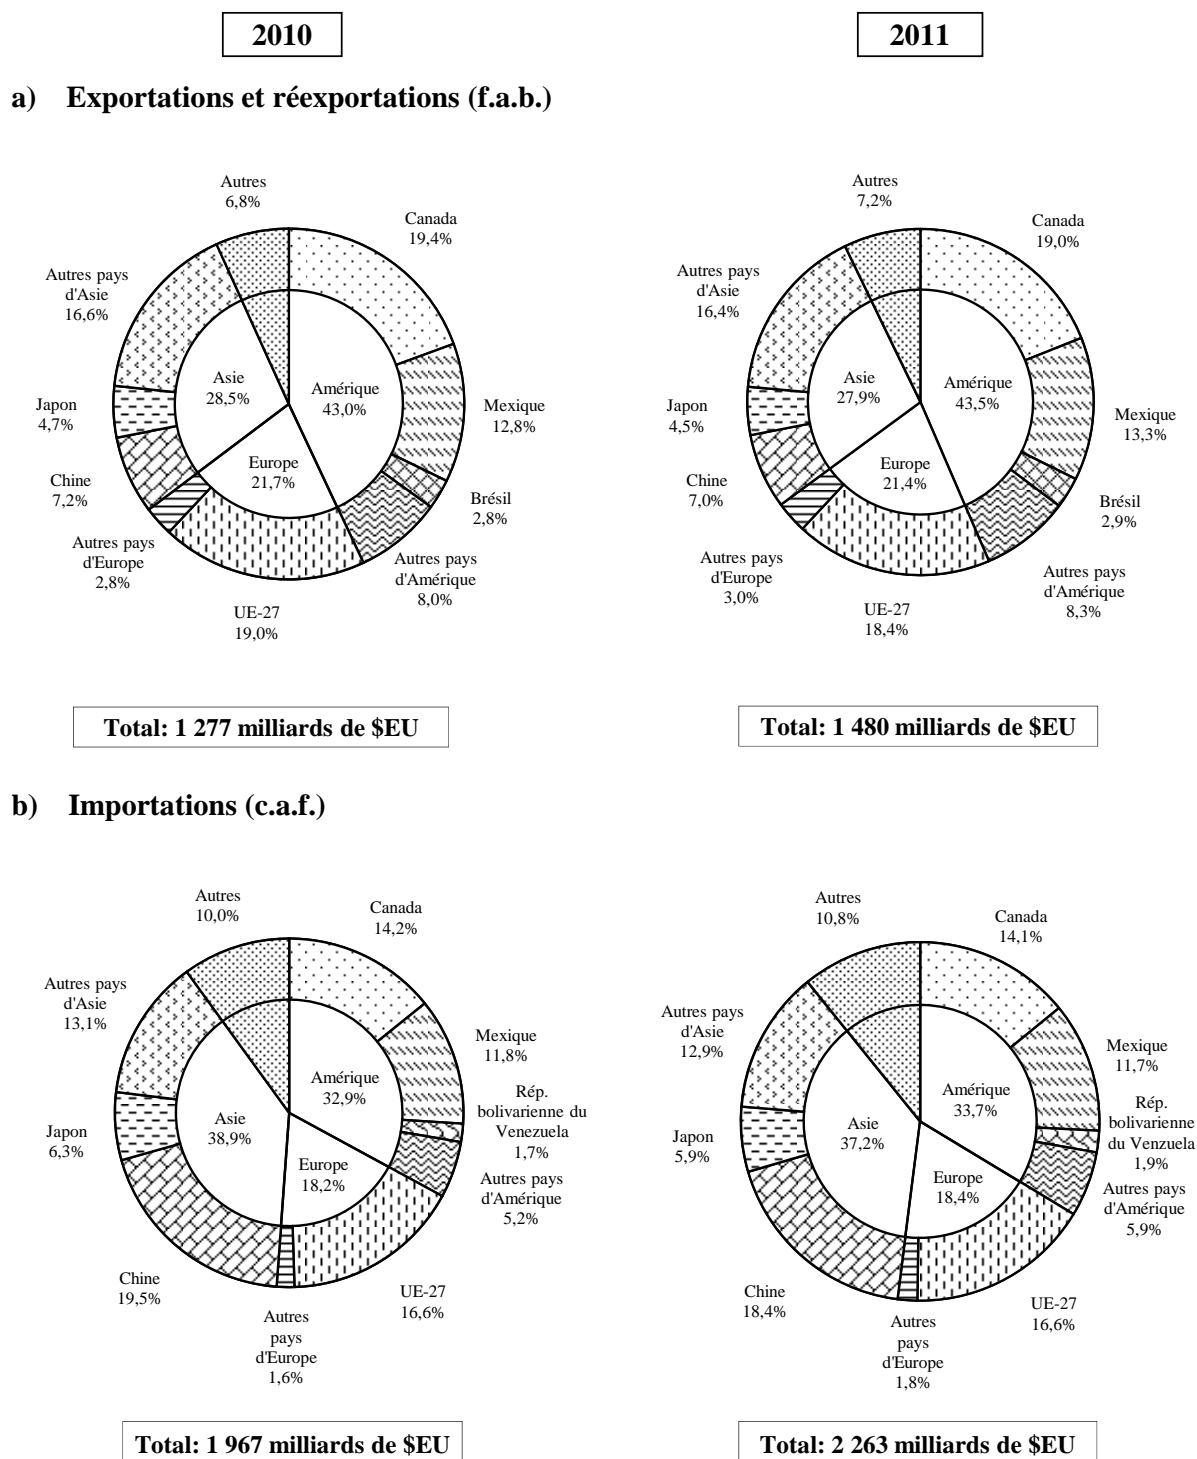 2010
2011
a) Exportations et réexportations (f.a.b.)
Autres
6,8%
Canada
19,4%
Autres pays
d'Asie
16,6%
Asie
28,5%
Amérique
43,0%
Japon
4,7%
Mexique
12,8%
Europe
21,7%
Chine
7,2%
Brésil
2,8%
Autres pays
d'Europe
2,8%
Autres pays
d'Amérique
8,0%
UE-27
19,0%
Total: 1 277 milliards de $EU
Autres
7,2%
Canada
19,0%
Autres pays
d'Asie
16,4%
Asie
27,9%
Amérique
43,5%
Japon
4,5%
Mexique
13,3%
Europe
21,4%
Chine
7,0%
Brésil
2,9%
Autres pays
d'Europe
3,0%
Autres pays
d'Amérique
8,3%
UE-27
18,4%
Total: 1 480 milliards de $EU
b) Importations (c.a.f.)
Autres
10,0%
Canada
14,2%
Autres pays
d'Asie
13,1%
Mexique
11,8%
Amérique
32,9%
Asie
38,9%
Japon
6,3%
Rép.
bolivarienne du
Venezuela
1,7%
Europe
18,2%
Autres pays
d'Amérique
5,2%
Chine
19,5%
UE-27
16,6%
Autres
pays
d'Europe
1,6%
Total: 1 967 milliards de $EU
Autres
10,8%
Canada
14,1%
Autres pays
d'Asie
12,9%
Mexique
11,7%
Amérique
33,7%
Asie
37,2%
Japon
5,9%
Rép.
bolivarienne
du Venzuela
1,9%
Europe
18,4%
Autres pays
d'Amérique
5,9%
Chine
18,4%
UE-27
16,6%
Autres
pays
d'Europe
1,8%
Total: 2 263 milliards de $EU